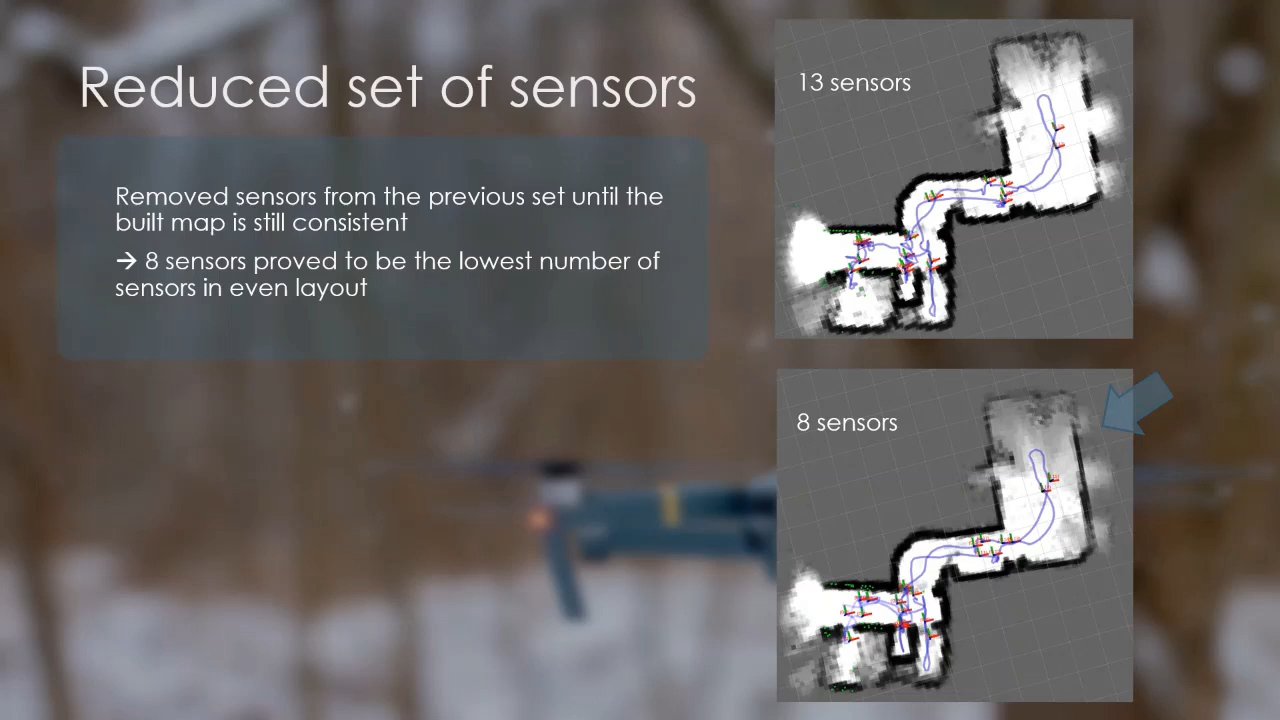 Reduced set of sensors
Removed sensors from the previous set until the
built map is still consistent
→ 8 sensors proved to be the lowest number of
sensors in even layout
13 sensors
8 sensors